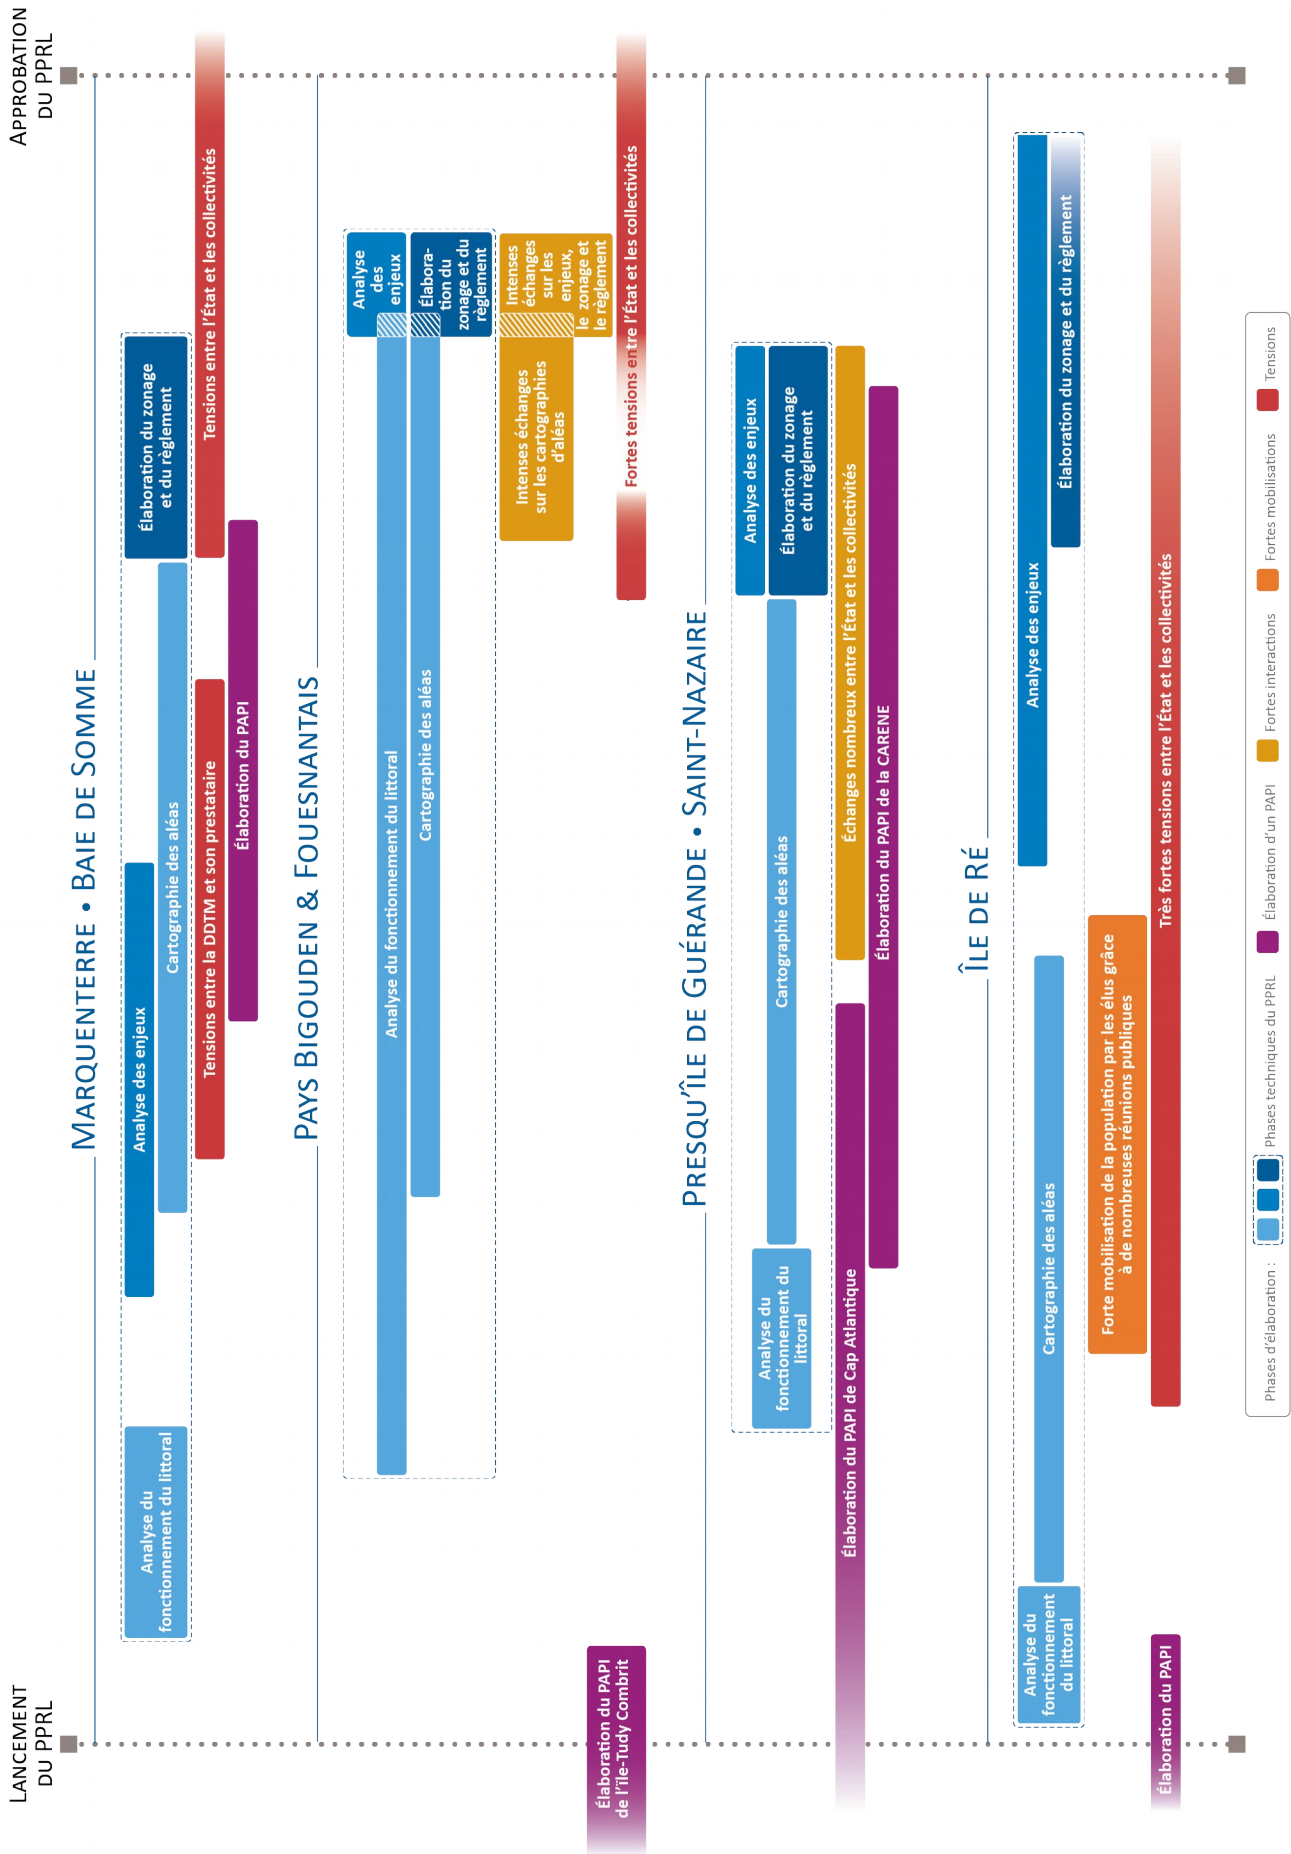 LANCEMENT
DU PPRL
APPROBATION
DU PPRL
MARQUENTERRE • BAIE DE SOMME
Analyse du
fonctionnement du littoral
Analyse des enjeux
Cartographie des aléas
Élaboration du zonage
et du règlement
Tensions entre la DDTM et son prestataire
Tensions entre l'État et les collectivités
Élaboration du PAPI
PAYS BIGOUDEN & FOUESNANTAIS
Analyse du fonctionnement du littoral
Cartographie des aléas
Analyse
des
enjeux
Élabora-
tion du
zonage et du
règlement
Intenses échanges
sur les cartographies
d'aléas
Intenses
échanges
sur les
enjeux,
le zonage et
le règlement
Élaboration du PAPI
de l'ïle-Tudy Combrit
Fortes tensions entre l'État et les collectivités
PRESQU'ÎLE DE GUÉRANDE • SAINT-NAZAIRE
Analyse du
fonctionnement du
littoral
Cartographie des aléas
Analyse des enjeux
Élaboration du zonage
et du règlement
Élaboration du PAPI de Cap Atlantique
Échanges nombreux entre l'État et les collectivités
Élaboration du PAPI de la CARENE
ÎLE DE RÉ
Analyse du
fonctionnement
du littoral
Cartographie des aléas
Analyse des enjeux
Élaboration du zonage et du règlement
Forte mobilisation de la population par les élus grâce
à de nombreuses réunions publiques
Élaboration du PAPI
Très fortes tensions entre l'État et les collectivités
Phases d'élaboration :
Phases techniques du PPRL
Élaboration d'un PAPI
Fortes interactions
Fortes mobilisations
Tensions